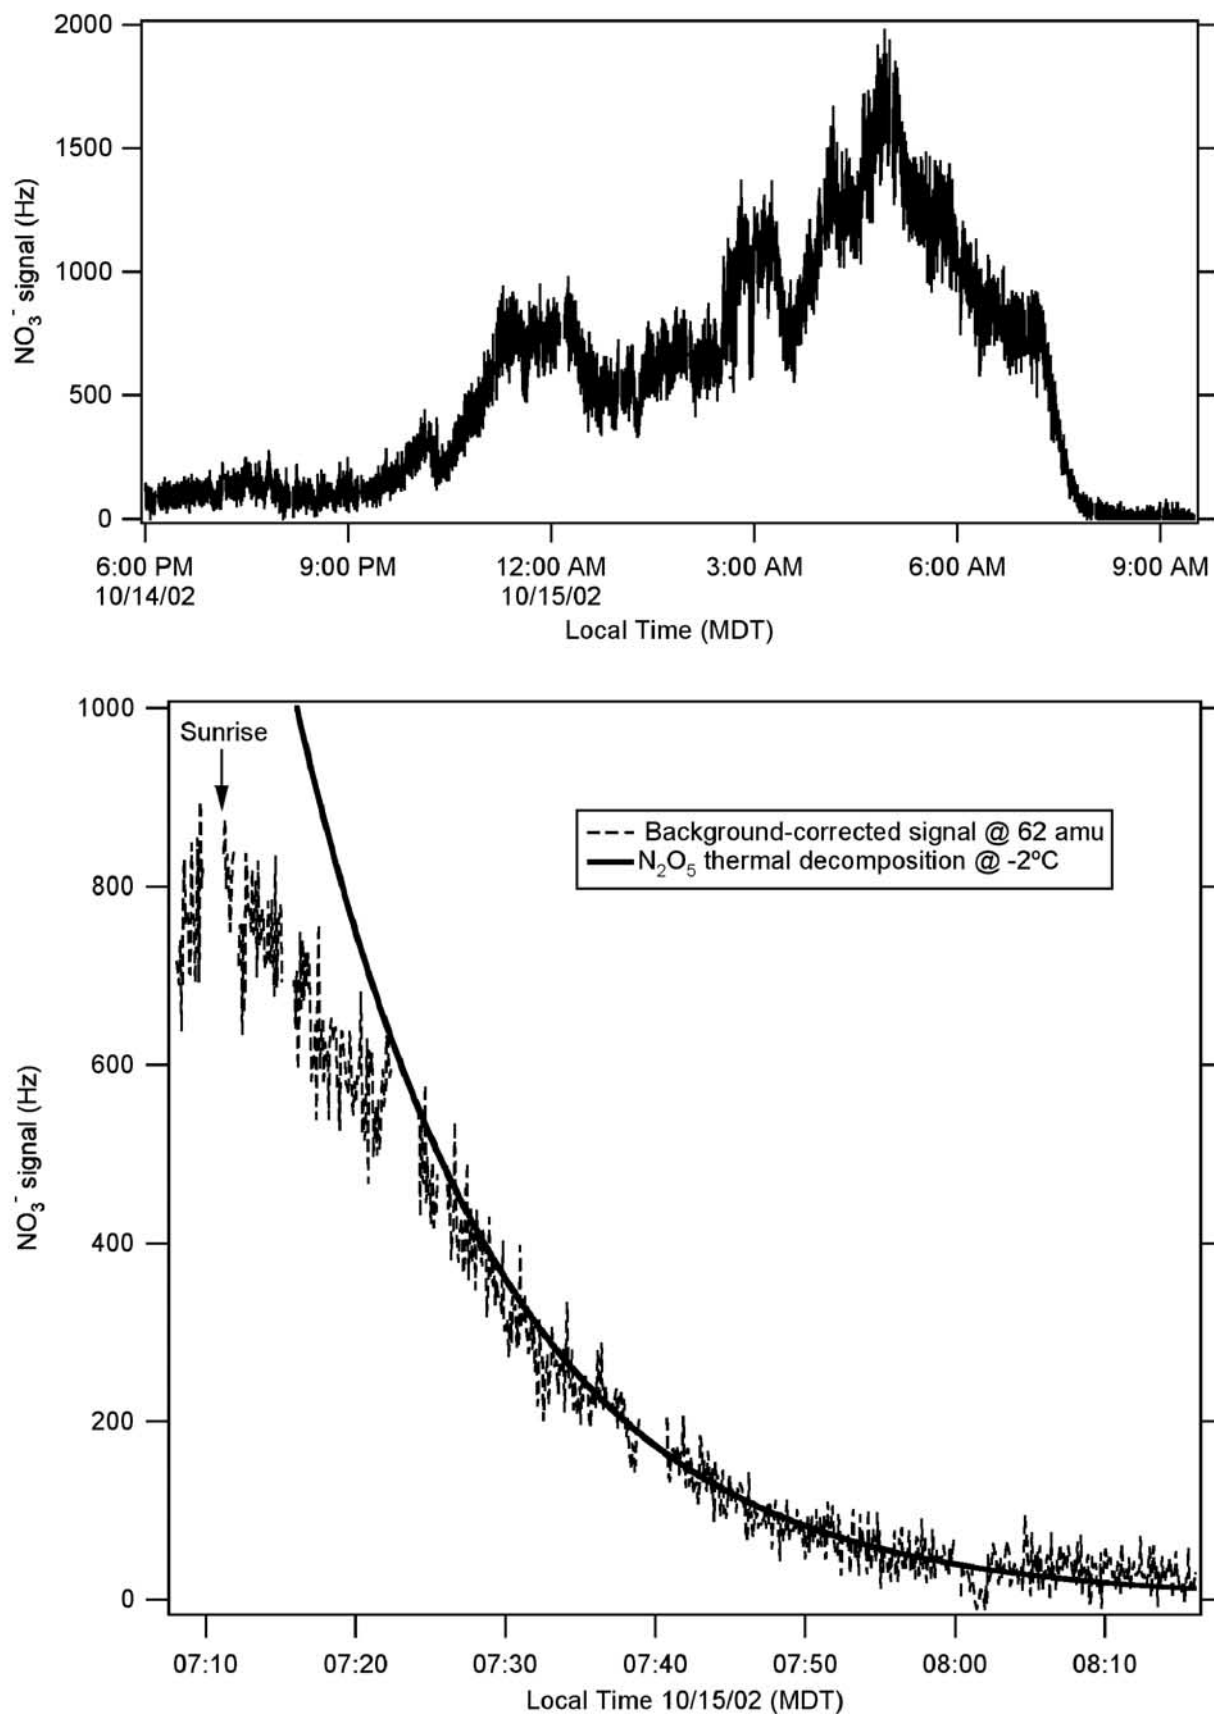 2000
1500
1000
500
0
NO₃⁻ signal (Hz)
6:00 PM 9:00 PM 12:00 AM 3:00 AM 6:00 AM 9:00 AM
10/14/02 10/15/02
Local Time (MDT)
1000
800
600
400
200
0
NO₃⁻ signal (Hz)
Sunrise
Background-corrected signal @ 62 amu
N₂O₅ thermal decomposition @ -2ºC
07:10 07:20 07:30 07:40 07:50 08:00 08:10
Local Time 10/15/02 (MDT)